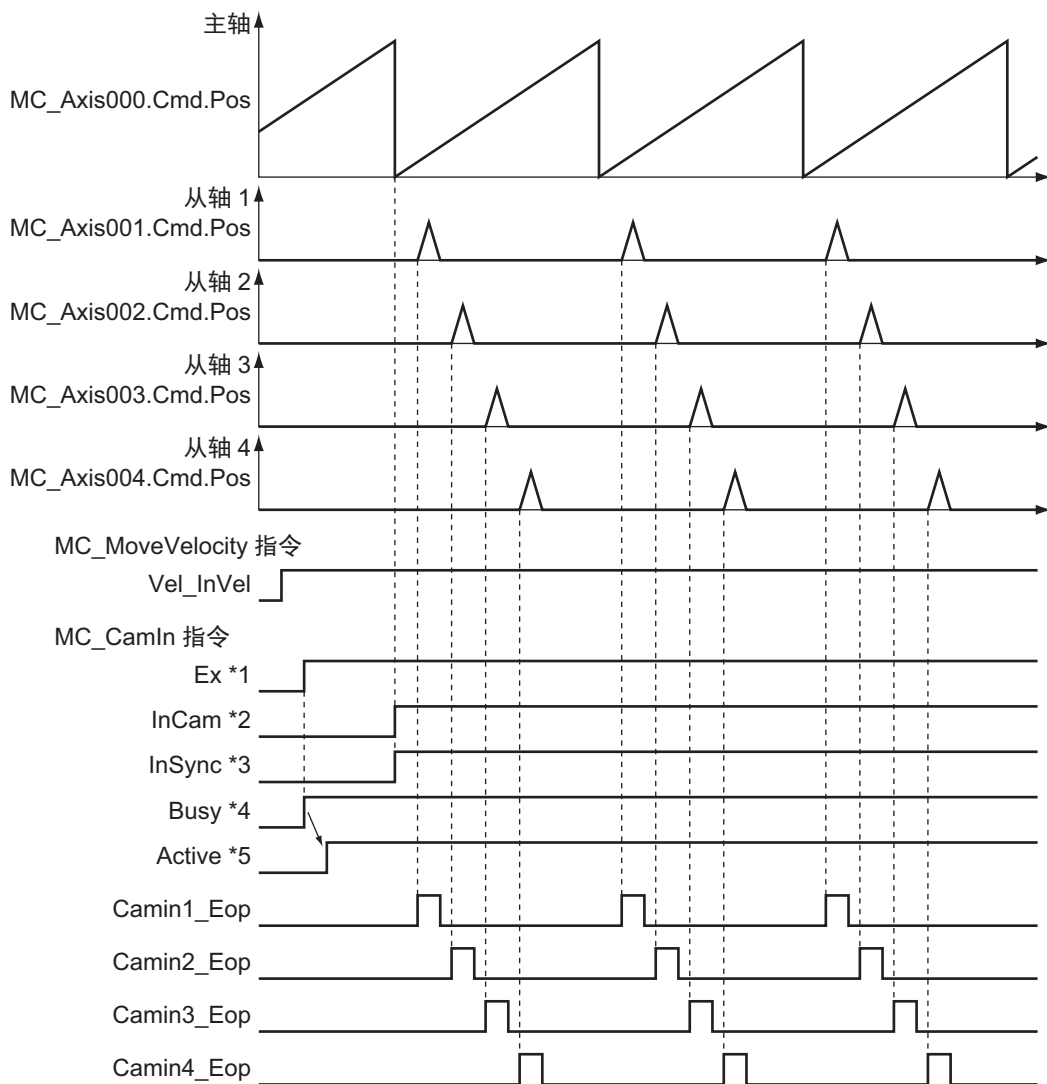 主轴
MC_Axis000.Cmd.Pos
从轴 1
MC_Axis001.Cmd.Pos
从轴 2
MC_Axis002.Cmd.Pos
从轴 3
MC_Axis003.Cmd.Pos
从轴 4
MC_Axis004.Cmd.Pos
MC_MoveVelocity 指令
Vel_InVel
MC_CamIn 指令
Ex *1
InCam *2
InSync *3
Busy *4
Active *5
Camin1_Eop
Camin2_Eop
Camin3_Eop
Camin4_Eop